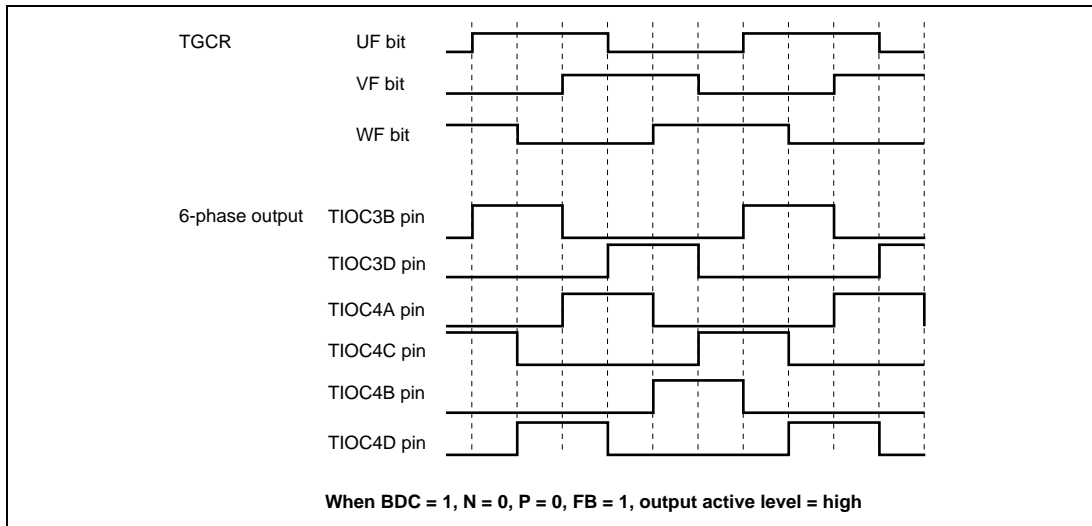 TGCR UF bit
VF bit
WF bit
6-phase output TIOC3B pin
TIOC3D pin
TIOC4A pin
TIOC4C pin
TIOC4B pin
TIOC4D pin
When BDC = 1, N = 0, P = 0, FB = 1, output active level = high